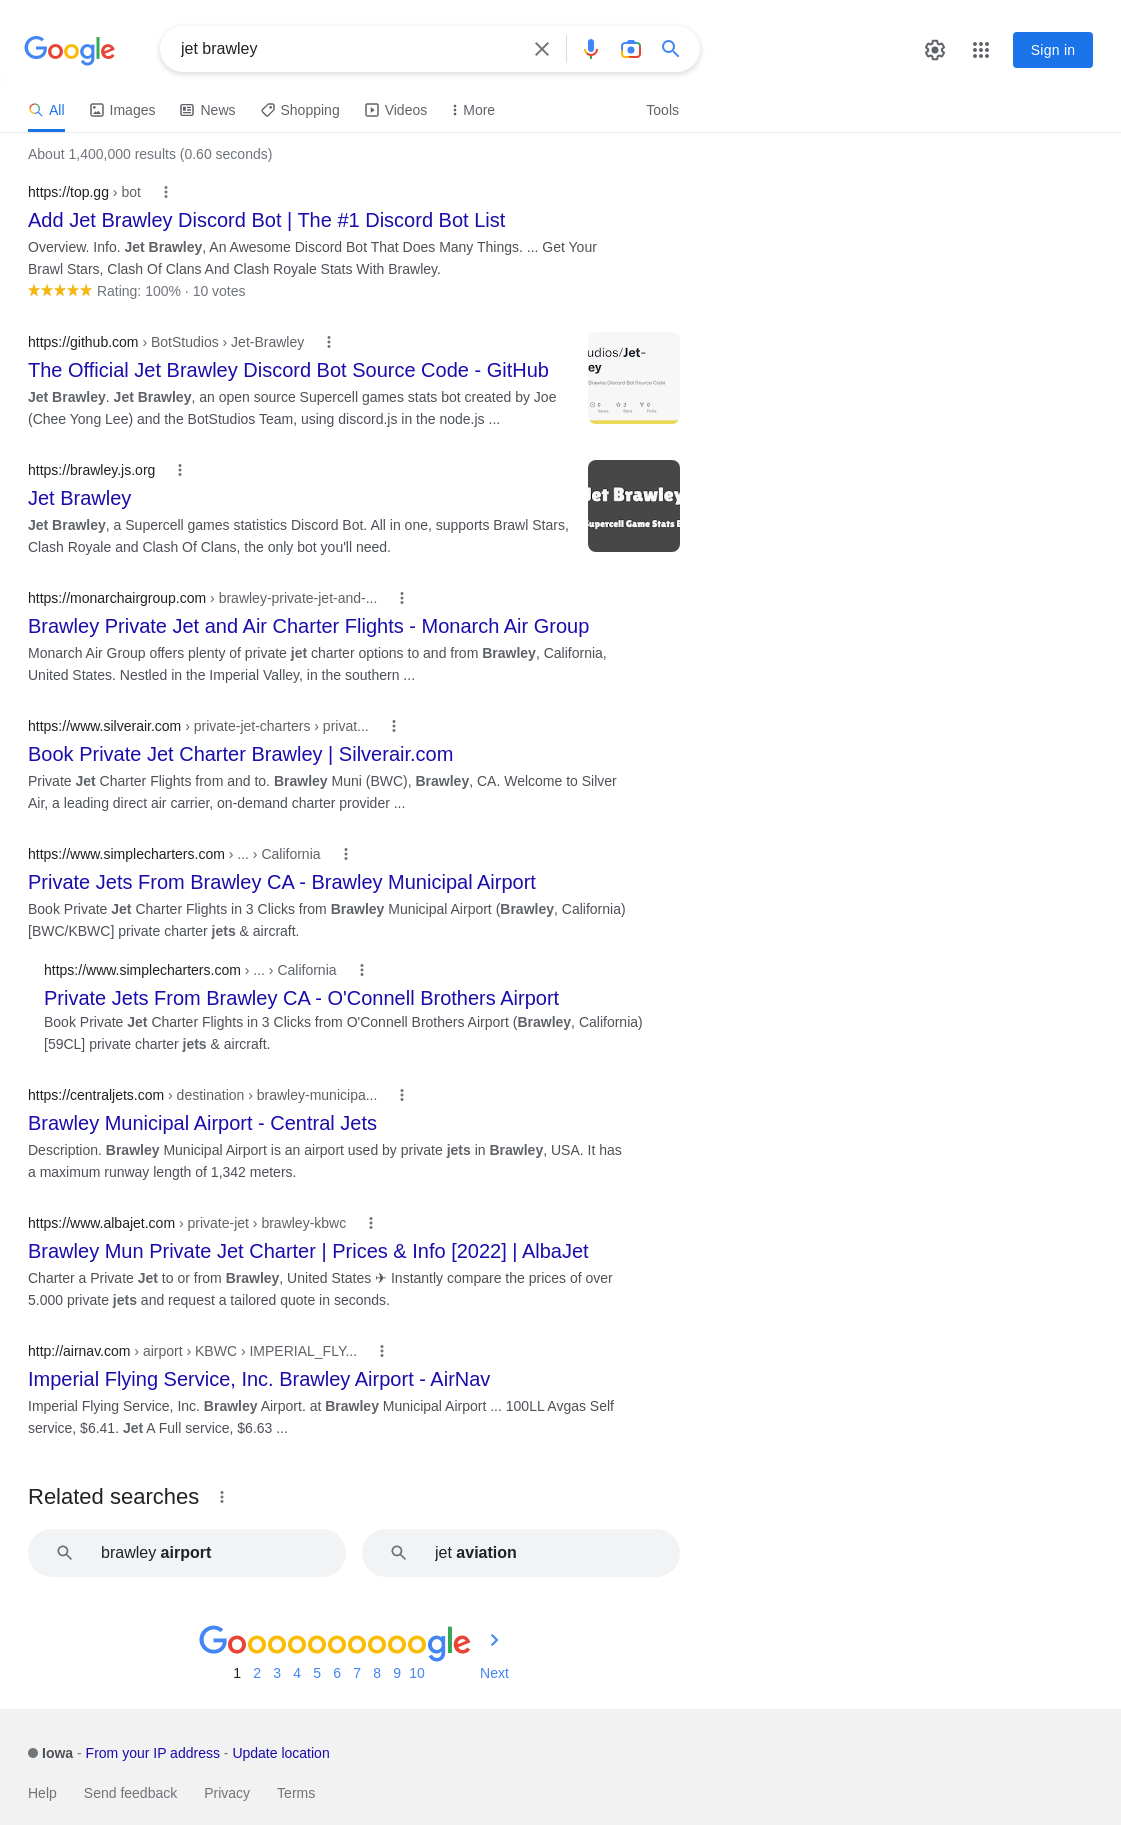 Google
jet brawley
Sign in
All
Images
News
Shopping
Videos
More
Tools
About 1,400,000 results (0.60 seconds)
https://top.gg › bot
Add Jet Brawley Discord Bot | The #1 Discord Bot List
Overview. Info. Jet Brawley, An Awesome Discord Bot That Does Many Things. ... Get Your
Brawl Stars, Clash Of Clans And Clash Royale Stats With Brawley.
Rating: 100% · 10 votes
https://github.com › BotStudios › Jet-Brawley
The Official Jet Brawley Discord Bot Source Code - GitHub
Jet Brawley. Jet Brawley, an open source Supercell games stats bot created by Joe
(Chee Yong Lee) and the BotStudios Team, using discord.js in the node.js ...
udios/Jet-
ey
Brawley Discord Bot Source Code
https://brawley.js.org
Jet Brawley
Jet Brawley, a Supercell games statistics Discord Bot. All in one, supports Brawl Stars,
Clash Royale and Clash Of Clans, the only bot you'll need.
Jet Brawley
Supercell Game Stats B
https://monarchairgroup.com › brawley-private-jet-and-...
Brawley Private Jet and Air Charter Flights - Monarch Air Group
Monarch Air Group offers plenty of private jet charter options to and from Brawley, California,
United States. Nestled in the Imperial Valley, in the southern ...
https://www.silverair.com › private-jet-charters › privat...
Book Private Jet Charter Brawley | Silverair.com
Private Jet Charter Flights from and to. Brawley Muni (BWC), Brawley, CA. Welcome to Silver
Air, a leading direct air carrier, on-demand charter provider ...
https://www.simplecharters.com › ... › California
Private Jets From Brawley CA - Brawley Municipal Airport
Book Private Jet Charter Flights in 3 Clicks from Brawley Municipal Airport (Brawley, California)
[BWC/KBWC] private charter jets & aircraft.
https://www.simplecharters.com › ... › California
Private Jets From Brawley CA - O'Connell Brothers Airport
Book Private Jet Charter Flights in 3 Clicks from O'Connell Brothers Airport (Brawley, California)
[59CL] private charter jets & aircraft.
https://centraljets.com › destination › brawley-municipa...
Brawley Municipal Airport - Central Jets
Description. Brawley Municipal Airport is an airport used by private jets in Brawley, USA. It has
a maximum runway length of 1,342 meters.
https://www.albajet.com › private-jet › brawley-kbwc
Brawley Mun Private Jet Charter | Prices & Info [2022] | AlbaJet
Charter a Private Jet to or from Brawley, United States ✈ Instantly compare the prices of over
5.000 private jets and request a tailored quote in seconds.
http://airnav.com › airport › KBWC › IMPERIAL_FLY...
Imperial Flying Service, Inc. Brawley Airport - AirNav
Imperial Flying Service, Inc. Brawley Airport. at Brawley Municipal Airport ... 100LL Avgas Self
service, $6.41. Jet A Full service, $6.63 ...
Related searches
brawley airport
jet aviation
Goooooooooogle
1 2 3 4 5 6 7 8 9 10 Next
Iowa - From your IP address - Update location
Help Send feedback Privacy Terms